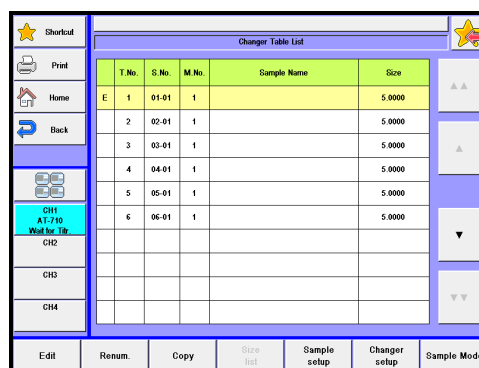 Shortcut
Changer Table List
Print
Home
Back
T.No. S.No. M.No. Sample Name Size
E 1 01-01 1 5.0000
2 02-01 1 5.0000
3 03-01 1 5.0000
4 04-01 1 5.0000
5 05-01 1 5.0000
6 06-01 1 5.0000
CH1
AT-710
Wait for Titr.
CH2
CH3
CH4
Edit
Renum.
Copy
Size
list
Sample
setup
Changer
setup
Sample Mode